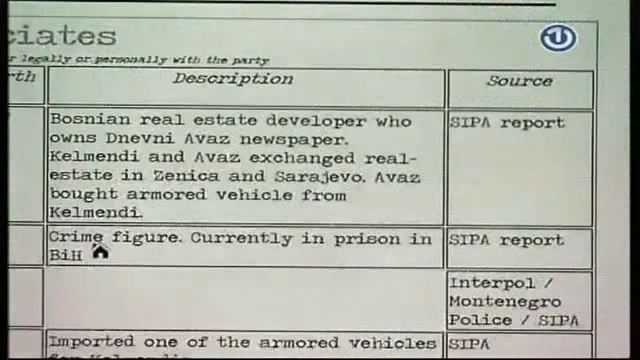 ciates
r legally or personally with the party
rth Description Source
Bosnian real estate developer who
owns Dnevni Avaz newspaper.
Kelmendi and Avaz exchanged real-
estate in Zenica and Sarajevo. Avaz
bought armored vehicle from
Kelmendi.
SIPA report
Crime figure. Currently in prison in
BiH
SIPA report
Interpol /
Montenegro
Police / SIPA
Imported one of the armored vehicles
for Kelmendi
SIPA